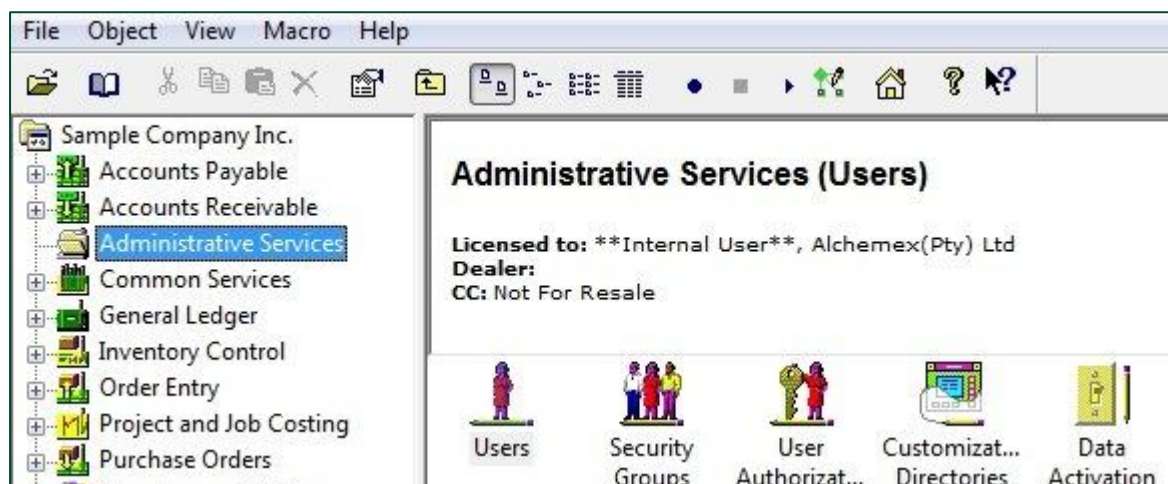 File Object View Macro Help
Sample Company Inc.
Accounts Payable
Accounts Receivable
Administrative Services
Common Services
General Ledger
Inventory Control
Order Entry
Project and Job Costing
Purchase Orders
Administrative Services (Users)
Licensed to: **Internal User**, Alchemex(Pty) Ltd
Dealer:
CC: Not For Resale
Users
Security
Groups
User
Authorizat...
Customizat...
Directories
Data
Activation